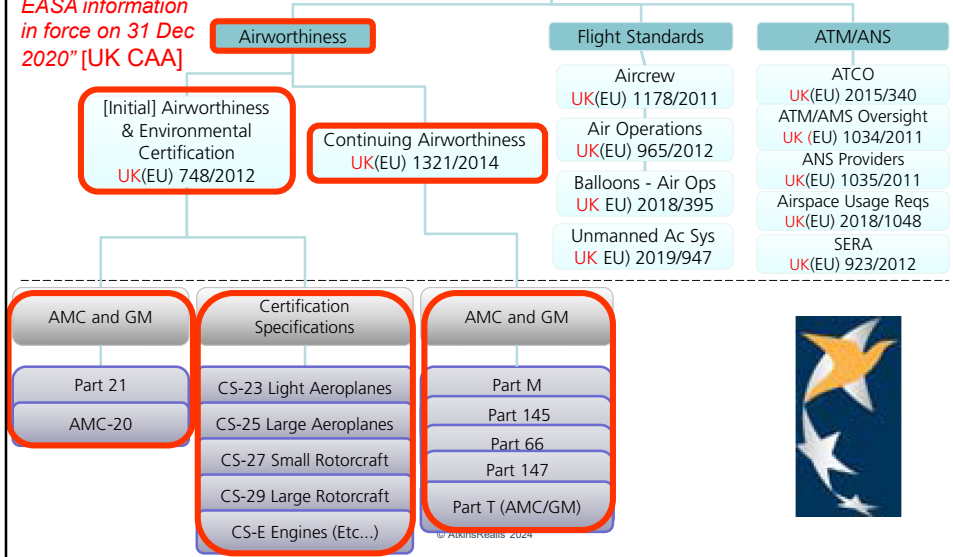 EASA information
in force on 31 Dec
2020” [UK CAA]
Airworthiness
Flight Standards
ATM/ANS
[Initial] Airworthiness
& Environmental
Certification
UK(EU) 748/2012
Continuing Airworthiness
UK(EU) 1321/2014
Aircrew
UK(EU) 1178/2011
Air Operations
UK(EU) 965/2012
Balloons - Air Ops
UK EU) 2018/395
Unmanned Ac Sys
UK EU) 2019/947
ATCO
UK(EU) 2015/340
ATM/AMS Oversight
UK (EU) 1034/2011
ANS Providers
UK(EU) 1035/2011
Airspace Usage Reqs
UK(EU) 2018/1048
SERA
UK(EU) 923/2012
AMC and GM
Part 21
AMC-20
Certification
Specifications
CS-23 Light Aeroplanes
CS-25 Large Aeroplanes
CS-27 Small Rotorcraft
CS-29 Large Rotorcraft
CS-E Engines (Etc...)
AMC and GM
Part M
Part 145
Part 66
Part 147
Part T (AMC/GM)
© AtkinsRéalis 2024